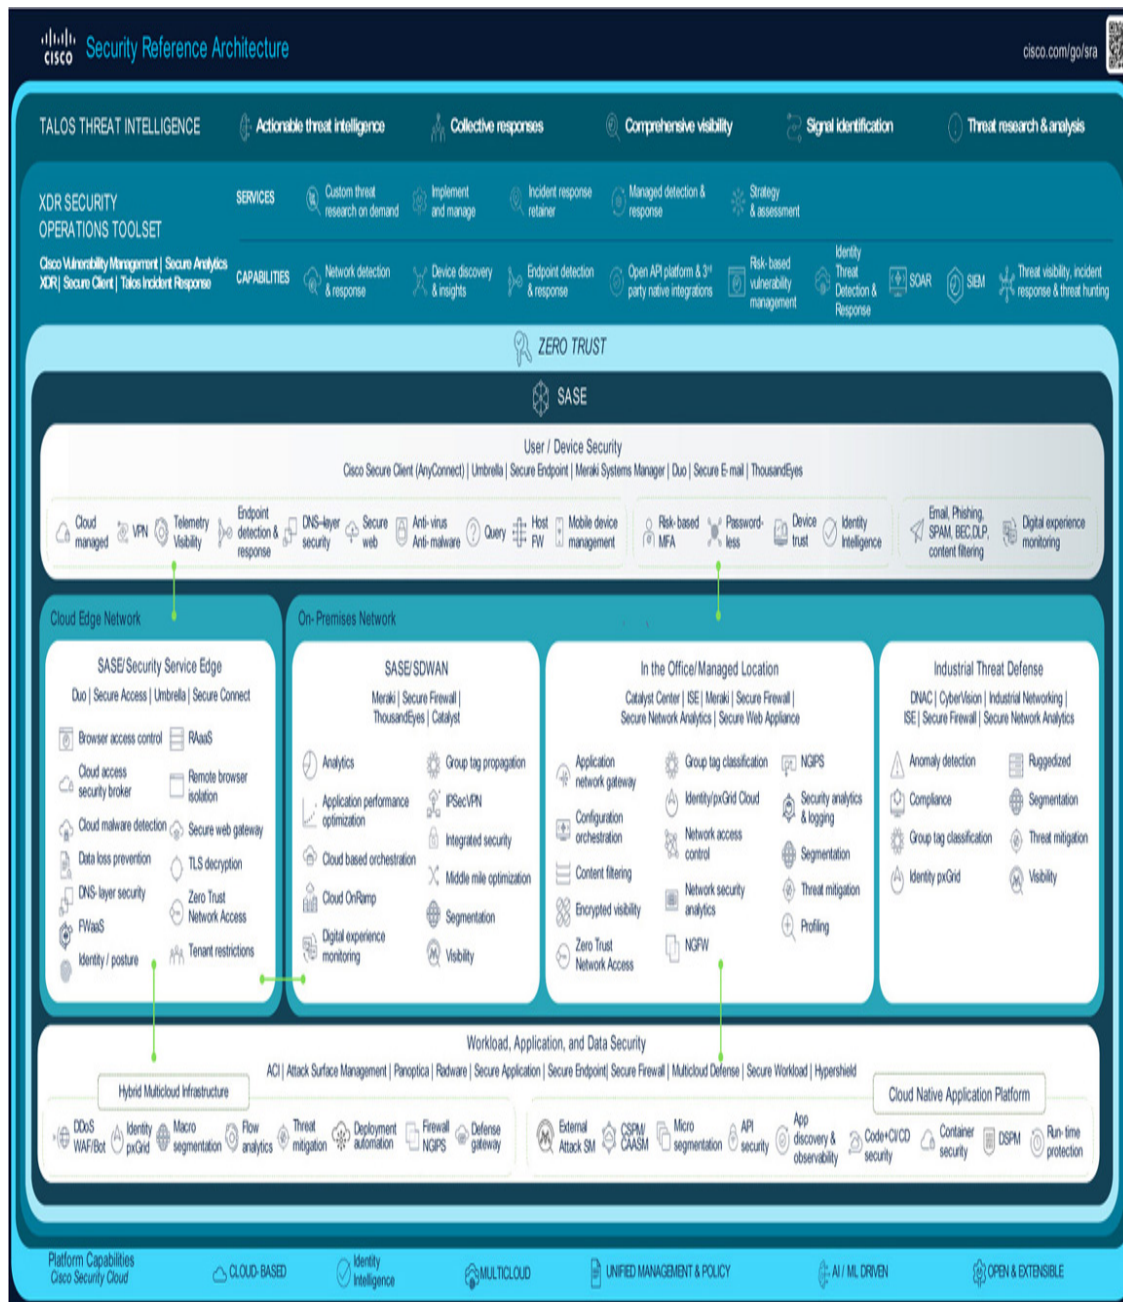 CISCO
Security Reference Architecture
cisco.com/go/sra
TALOS THREAT INTELLIGENCE
Actionable threat intelligence
Collective responses
Comprehensive visibility
Signal identification
Threat research & analysis
XDR SECURITY
OPERATIONS TOOLSET
Cisco Vulnerability Management | Secure Analytics
XDR | Secure Client | Talos Incident Response
SERVICES
Custom threat
research on demand
Implement
and manage
Incident response
retainer
Managed detection &
response
Strategy
& assessment
CAPABILITIES
Network detection
& response
Device discovery
& insights
Endpoint detection
& response
Open API platform & 3rd
party native integrations
Risk-based
vulnerability
management
Identity
Threat
Detection &
Response
SOAR
SIEM
Threat visibility, incident
response & threat hunting
ZERO TRUST
SASE
User / Device Security
Cisco Secure Client (AnyConnect) | Umbrella | Secure Endpoint | Meraki Systems Manager | Duo | Secure E-mail | ThousandEyes
Cloud
managed
VPN
Telemetry
Visibility
Endpoint
detection &
response
DNS-layer
security
Secure
web
Anti-virus
Anti-malware
Query
Host
FW
Mobile device
management
Risk-based
MFA
Password-
less
Device
trust
Identity
Intelligence
Email, Phishing,
SPAM, BEC,DLP,
content filtering
Digital experience
monitoring
Cloud Edge Network
SASE/Security Service Edge
Duo | Secure Access | Umbrella | Secure Connect
Browser access control
Cloud access
security broker
Cloud malware detection
Data loss prevention
DNS-layer security
FWaaS
Identity / posture
RAaaS
Remote browser
isolation
Secure web gateway
TLS decryption
Zero Trust
Network Access
Tenant restrictions
On-Premises Network
SASE/SDWAN
Meraki | Secure Firewall |
ThousandEyes | Catalyst
Analytics
Application performance
optimization
Cloud based orchestration
Cloud OnRamp
Digital experience
monitoring
Group tag propagation
IPSecVPN
Integrated security
Middle mile optimization
Segmentation
Visibility
In the Office/Managed Location
Catalyst Center | ISE | Meraki | Secure Firewall |
Secure Network Analytics | Secure Web Appliance
Application
network gateway
Configuration
orchestration
Content filtering
Encrypted visibility
Zero Trust
Network Access
Group tag classification
Identity/pxGrid Cloud
Network access
control
Network security
analytics
NGFW
NGIPS
Security analytics
& logging
Segmentation
Threat mitigation
Profiling
Industrial Threat Defense
DNAC | CyberVision | Industrial Networking |
ISE | Secure Firewall | Secure Network Analytics
Anomaly detection
Compliance
Group tag classification
Identity pxGrid
Ruggedized
Segmentation
Threat mitigation
Visibility
Workload, Application, and Data Security
ACI | Attack Surface Management | Panoptica | Radware | Secure Application | Secure Endpoint| Secure Firewall | Multicloud Defense | Secure Workload | Hypershield
Hybrid Multicloud Infrastructure
DDoS
WAF/Bot
Identity
pxGrid
Macro
segmentation
Flow
analytics
Threat
mitigation
Deployment
automation
Firewall
NGIPS
Defense
gateway
Cloud Native Application Platform
External
Attack SM
CSPM/
CAASM
Micro
segmentation
API
security
App
discovery &
observability
Code+CI/CD
security
Container
security
DSPM
Run-time
protection
Platform Capabilities
Cisco Security Cloud
CLOUD-BASED
Identity
Intelligence
MULTICLOUD
UNIFIED MANAGEMENT & POLICY
AI / ML DRIVEN
OPEN & EXTENSIBLE